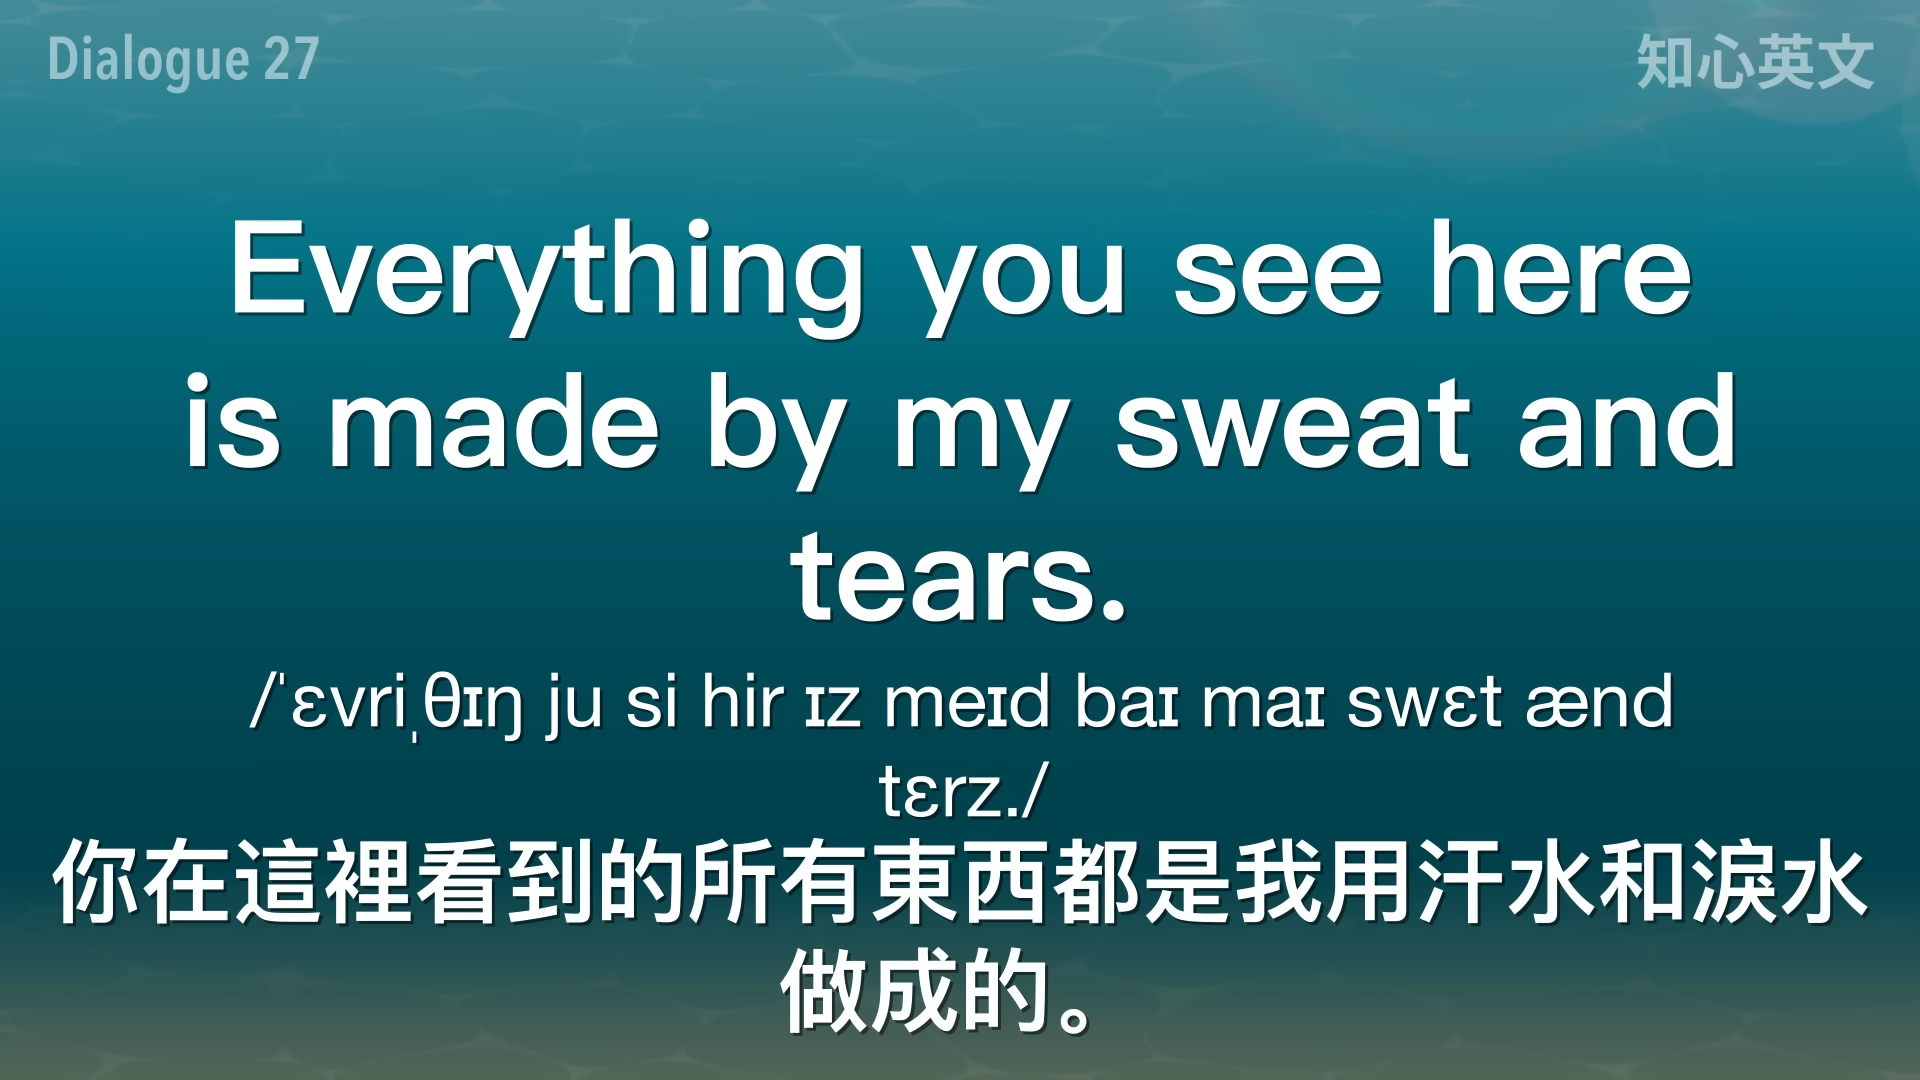 Dialogue 27
知心英文
Everything you see here
is made by my sweat and
tears.
/ˈɛvriˌθɪŋ ju si hir ɪz meɪd baɪ maɪ swɛt ænd
tɛrz./
你在這裡看到的所有東西都是我用汗水和淚水
做成的。